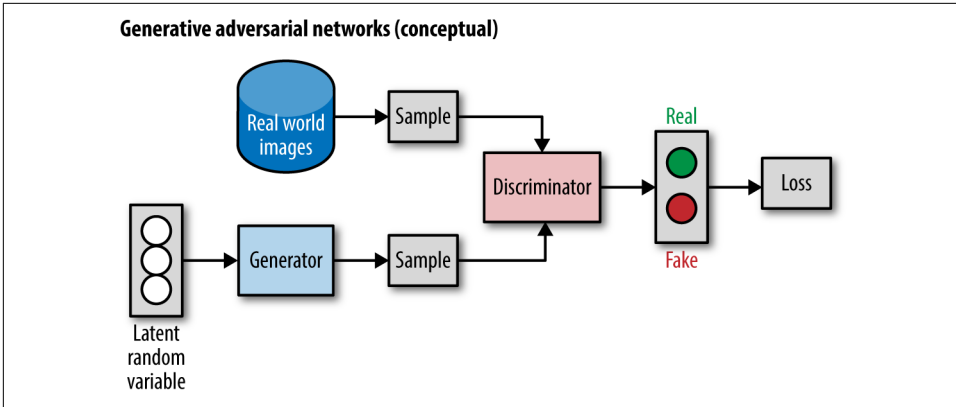 Generative adversarial networks (conceptual)
Real world
images
Sample
Real
Discriminator
Loss
Generator
Sample
Fake
Latent
random
variable